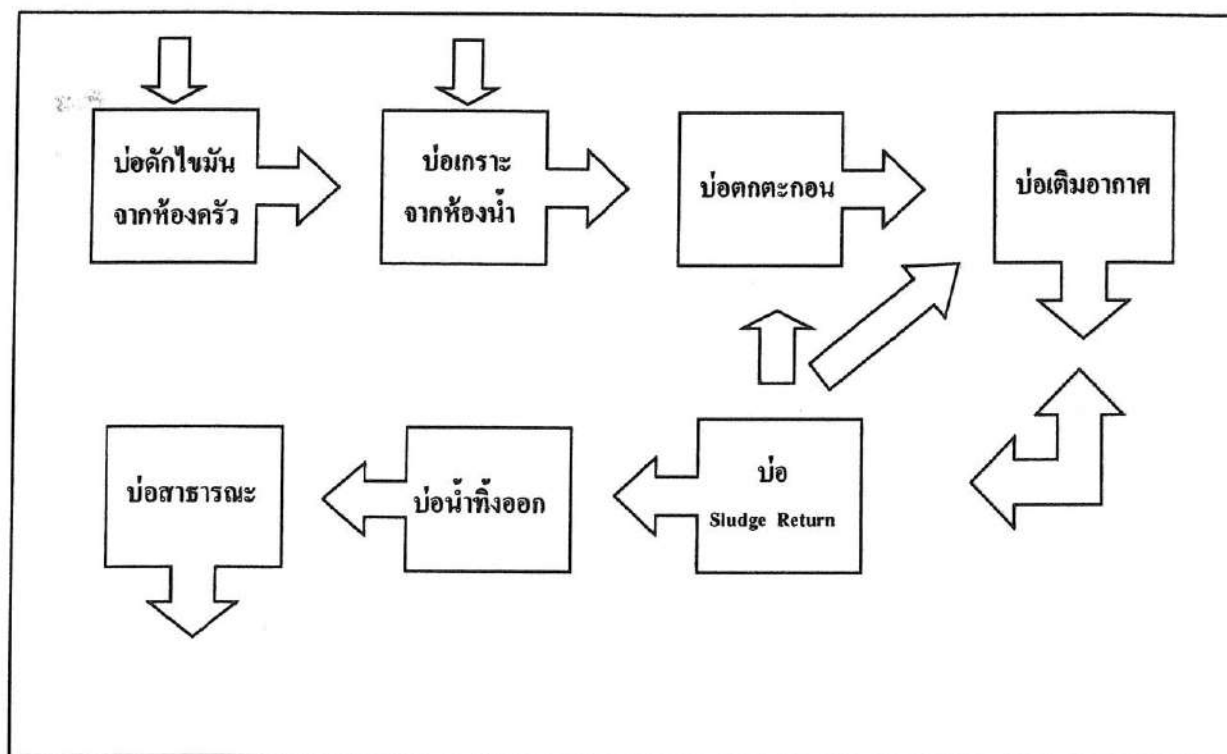 บ่อดักไขมัน
จากห้องครัว
บ่อเกราะ
จากห้องน้ำ
บ่อตกตะกอน
บ่อเติมอากาศ
บ่อสาธารณะ
บ่อน้ำทิ้งออก
บ่อ
Sludge Return